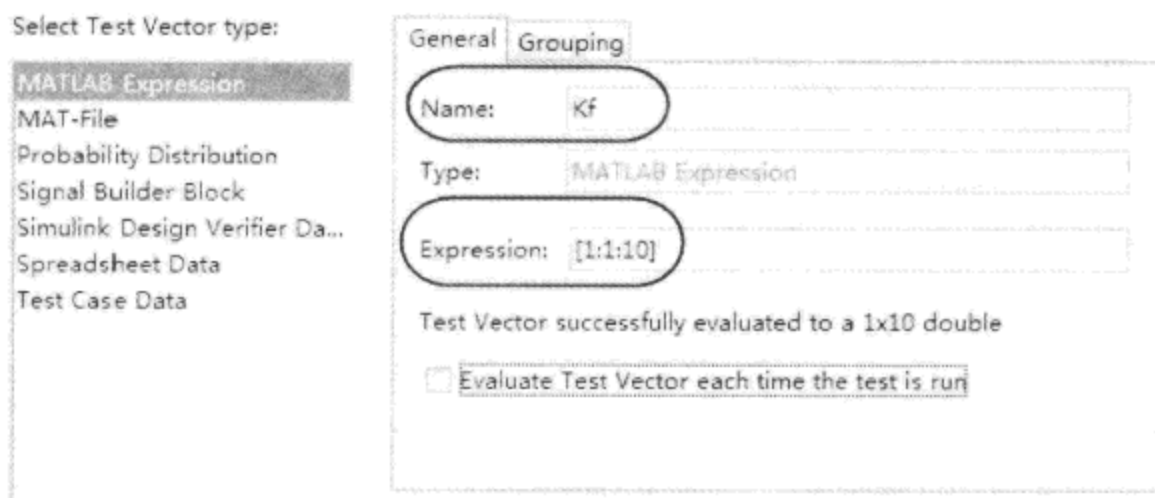 Select Test Vector type:
MATLAB Expression
MAT-File
Probability Distribution
Signal Builder Block
Simulink Design Verifier Da...
Spreadsheet Data
Test Case Data
General Grouping
Name: Kf
Type: MATLAB Expression
Expression: [1:1:10]
Test Vector successfully evaluated to a 1x10 double
Evaluate Test Vector each time the test is run